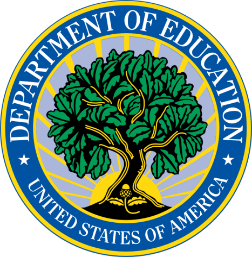 DEPARTMENT OF EDUCATION
UNITED STATES OF AMERICA